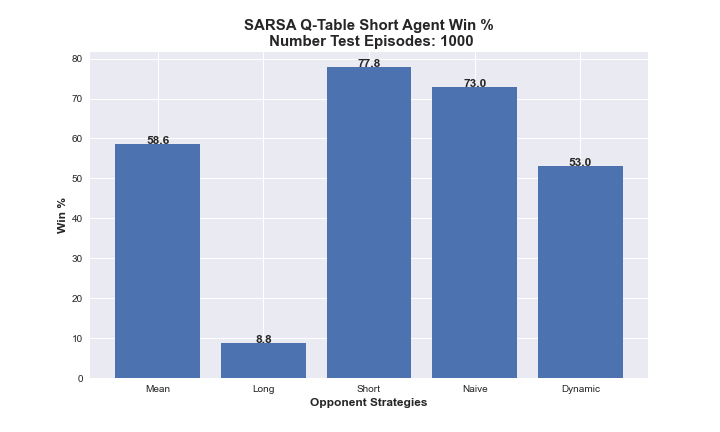 SARSA Q-Table Short Agent Win %
Number Test Episodes: 1000
Win %
80
70
60
50
40
30
20
10
0
58.6
8.8
77.8
73.0
53.0
Mean
Long
Short
Naive
Dynamic
Opponent Strategies